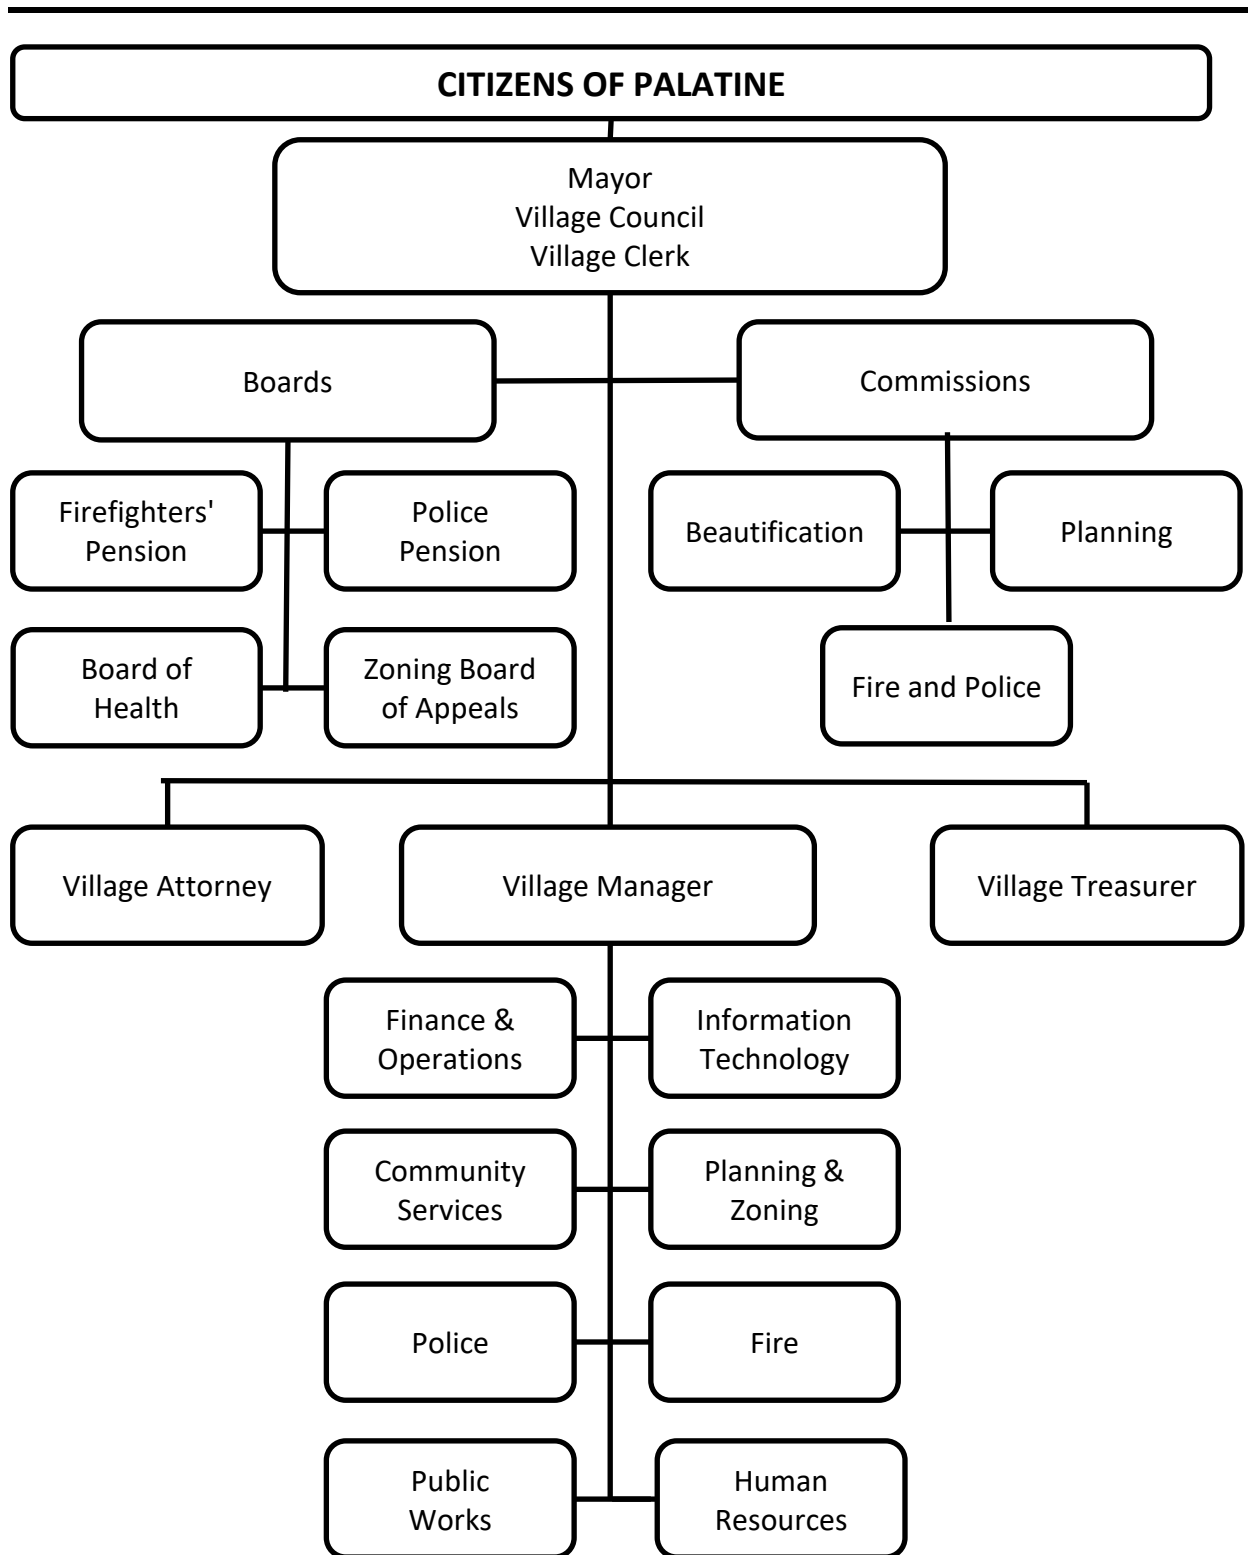 CITIZENS OF PALATINE
Mayor
Village Council
Village Clerk
Boards
Commissions
Firefighters'
Pension
Police
Pension
Beautification
Planning
Board of
Health
Zoning Board
of Appeals
Fire and Police
Village Attorney
Village Manager
Village Treasurer
Finance &
Operations
Information
Technology
Community
Services
Planning &
Zoning
Police
Fire
Public
Works
Human
Resources